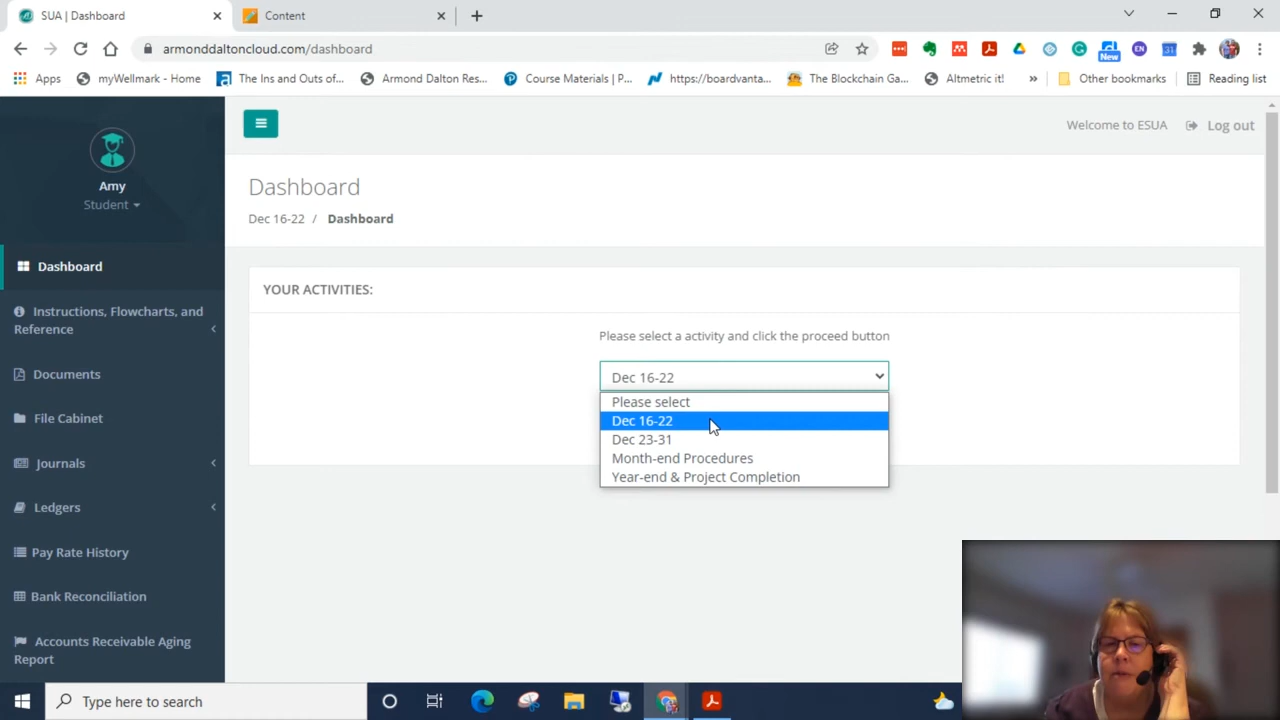 SUA | Dashboard
Content
armonddaltoncloud.com/dashboard
EN
31
New
Apps
myWellmark - Home
The Ins and Outs of...
Armond Dalton Res...
Course Materials | P...
https://boardvanta...
The Blockchain Ga...
Altmetric it!
»
Other bookmarks
Reading list
Amy
Student
Welcome to ESUA
Log out
Dashboard
Dec 16-22 / Dashboard
Dashboard
Instructions, Flowcharts, and
Reference
Documents
File Cabinet
Journals
Ledgers
Pay Rate History
Bank Reconciliation
Accounts Receivable Aging
Report
YOUR ACTIVITIES:
Please select a activity and click the proceed button
Dec 16-22
Please select
Dec 16-22
Dec 23-31
Month-end Procedures
Year-end & Project Completion
Type here to search